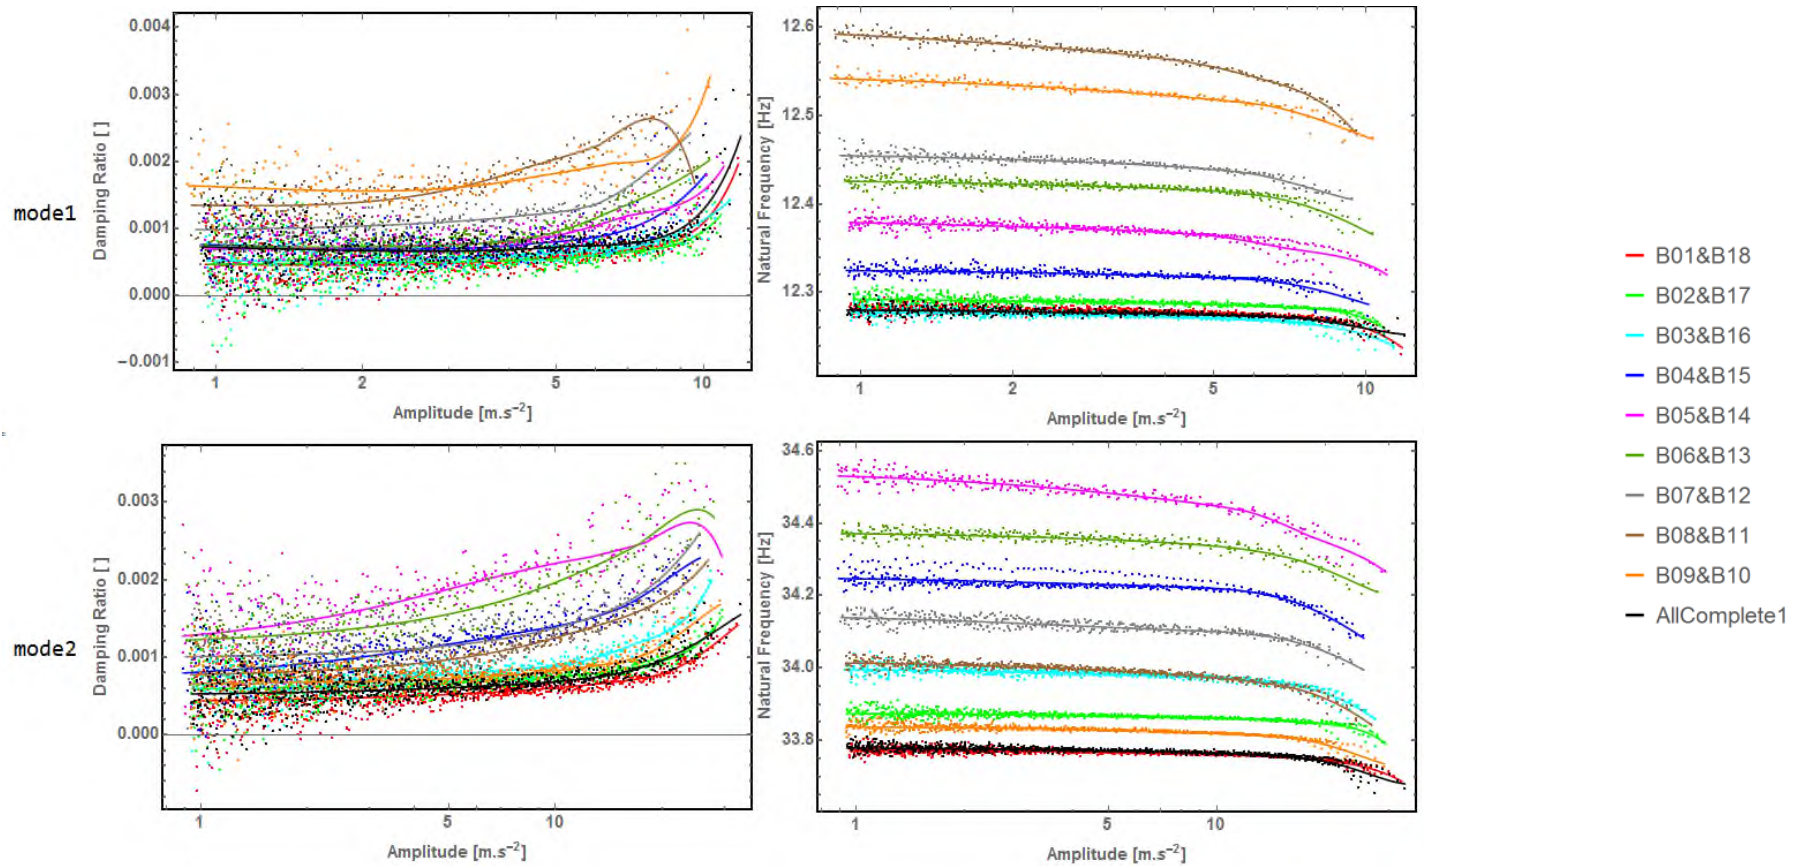 mode1
Damping Ratio [ ]
0.004
0.003
0.002
0.001
0.000
−0.001
1 2 5 10
Amplitude [m.s⁻²]
Natural Frequency [Hz]
12.6
12.5
12.4
12.3
1 2 5 10
Amplitude [m.s⁻²]
mode2
Damping Ratio [ ]
0.003
0.002
0.001
0.000
1 5 10
Amplitude [m.s⁻²]
Natural Frequency [Hz]
34.6
34.4
34.2
34.0
33.8
1 5 10
Amplitude [m.s⁻²]
B01&B18
B02&B17
B03&B16
B04&B15
B05&B14
B06&B13
B07&B12
B08&B11
B09&B10
AllComplete1